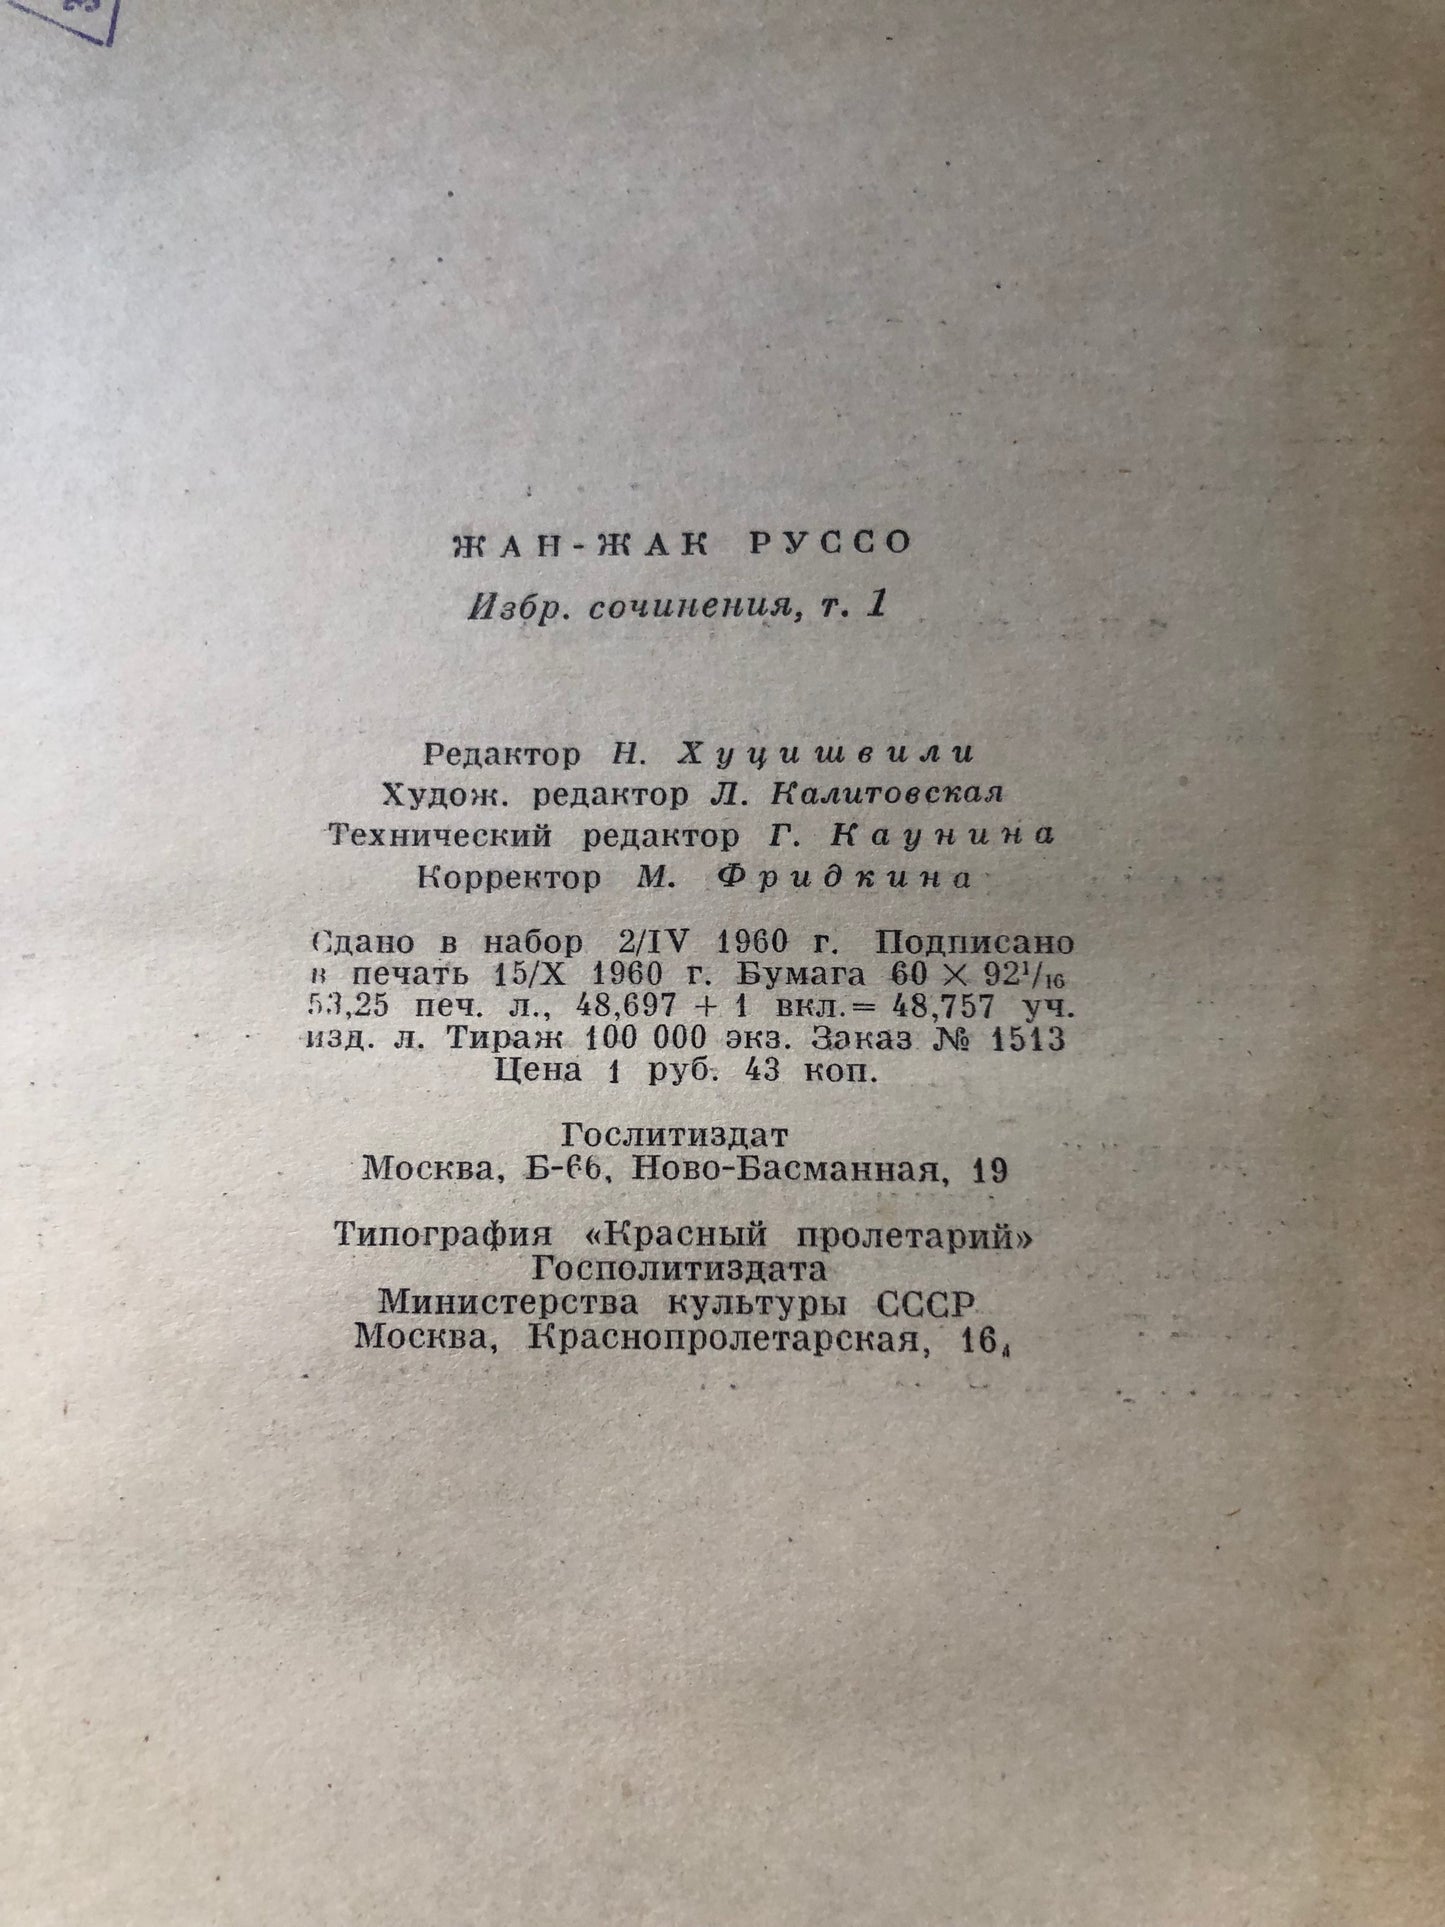 ЖАН-ЖАК РУССО
Избр. сочинения, т. 1
Редактор Н. Хуцишвили
Худож. редактор Л. Калитовская
Технический редактор Г. Каунина
Корректор М. Фридкина
Сдано в набор 2/IV 1960 г. Подписано
в печать 15/X 1960 г. Бумага 60 × 92¹/₁₆
53,25 печ. л., 48,697 + 1 вкл. = 48,757 уч.
изд. л. Тираж 100 000 экз. Заказ № 1513
Цена 1 руб. 43 коп.
Гослитиздат
Москва, Б-66, Ново-Басманная, 19
Типография «Красный пролетарий»
Госполитиздата
Министерства культуры СССР
Москва, Краснопролетарская, 16.